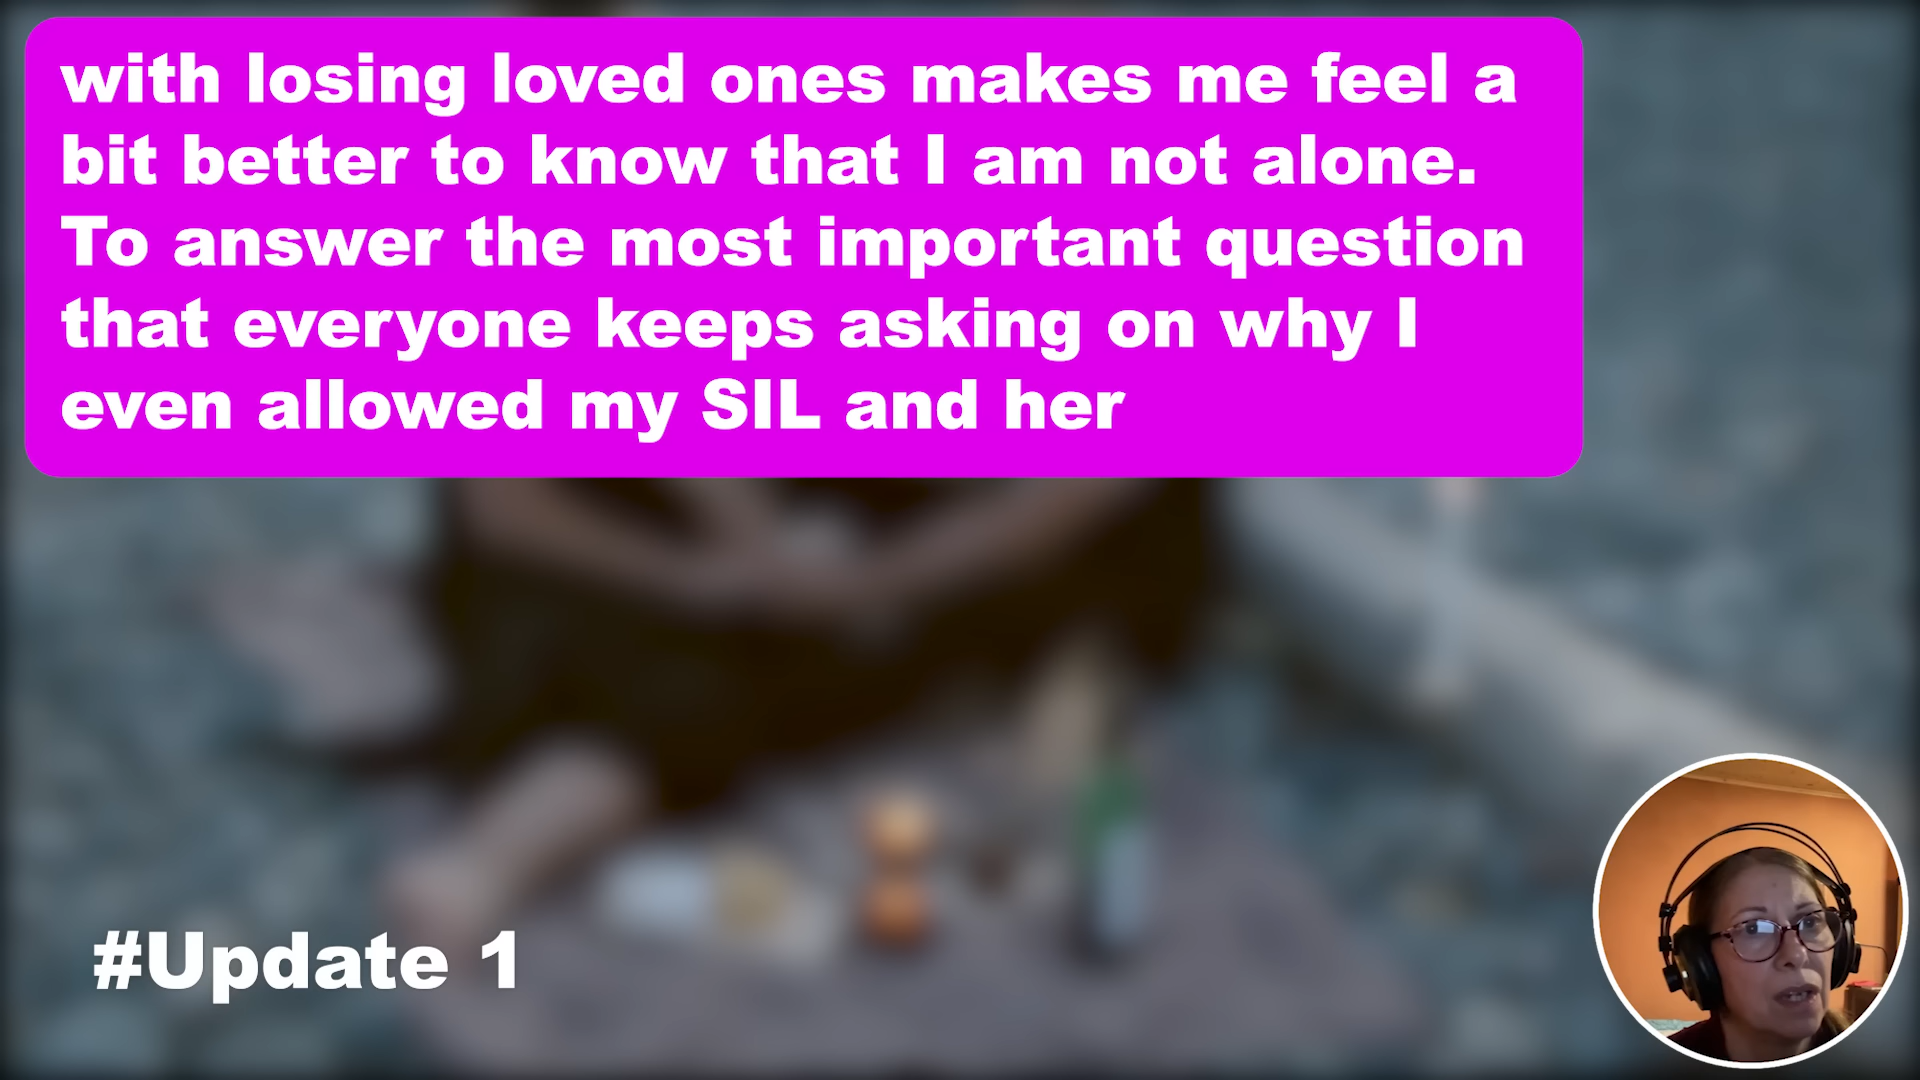 with losing loved ones makes me feel a
bit better to know that I am not alone.
To answer the most important question
that everyone keeps asking on why I
even allowed my SIL and her
#Update 1